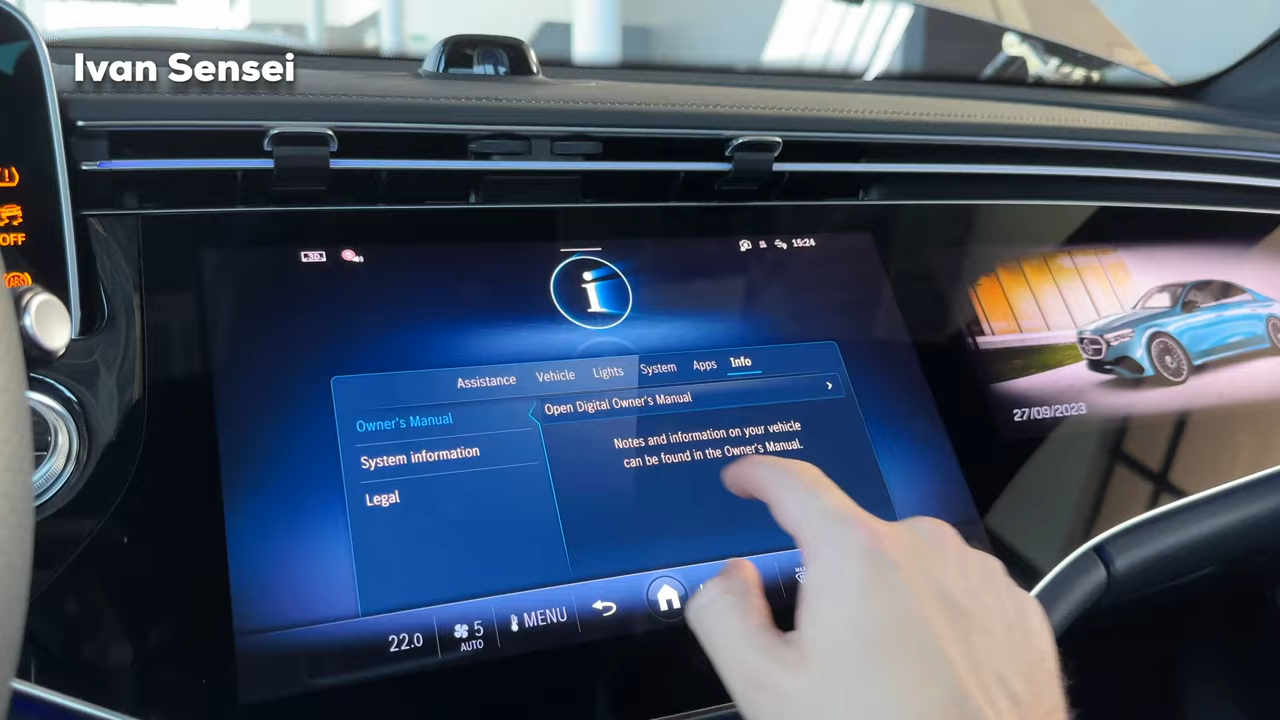 Ivan Sensei
OFF
ABS
3D
15:24
i
Assistance Vehicle Lights System Apps Info
Owner's Manual
System information
Legal
Open Digital Owner's Manual
Notes and information on your vehicle
can be found in the Owner's Manual.
22.0
5
AUTO
MENU
27/09/2023